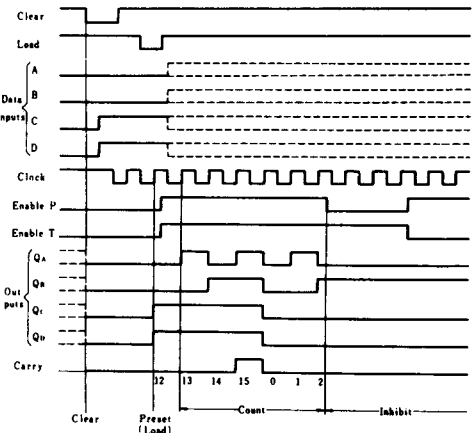 Clear
Load
A
B
Data
Inputs
C
D
Clock
Enable P
Enable T
QA
QB
Out
puts
QC
QD
Carry
12 13 14 15 0 1 2
Count
Inhibit
Clear
Preset
(Load)